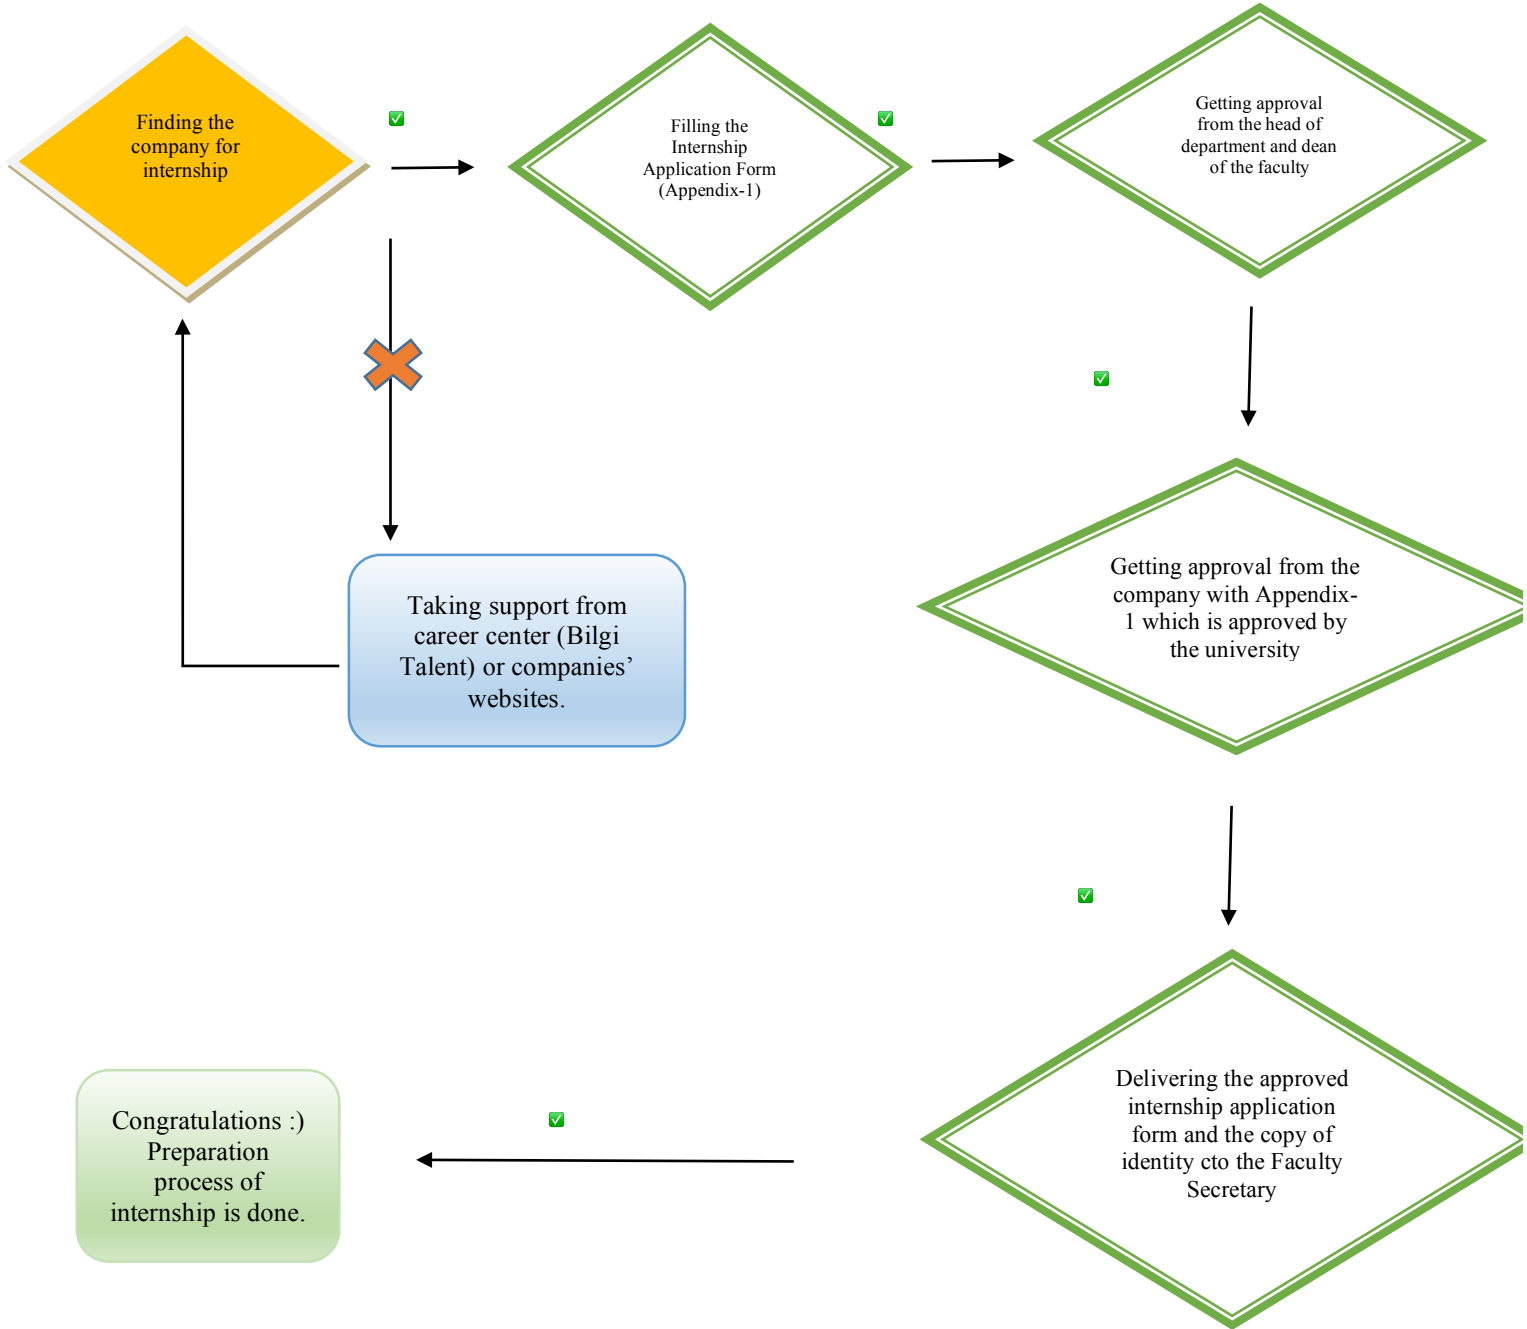 Finding the
company for
internship
Filling the
Internship
Application Form
(Appendix-1)
Getting approval
from the head of
department and dean
of the faculty
Getting approval from the
company with Appendix-
1 which is approved by
the university
Taking support from
career center (Bilgi
Talent) or companies’
websites.
Delivering the approved
internship application
form and the copy of
identity cto the Faculty
Secretary
Congratulations :)
Preparation
process of
internship is done.